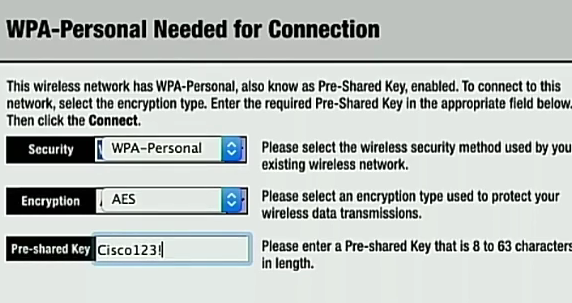 WPA-Personal Needed for Connection
This wireless network has WPA-Personal, also know as Pre-Shared Key, enabled. To connect to this
network, select the encryption type. Enter the required Pre-Shared Key in the appropriate field below.
Then click the Connect.
Security WPA-Personal Please select the wireless security method used by you
existing wireless network.
Encryption AES Please select an encryption type used to protect your
wireless data transmissions.
Pre-shared Key Cisco123! Please enter a Pre-shared Key that is 8 to 63 characters
in length.